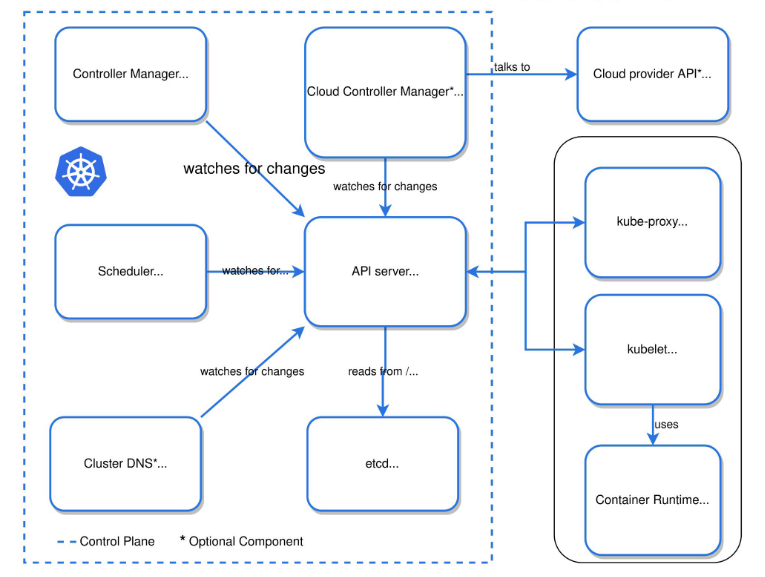 Controller Manager...
Cloud Controller Manager*...
talks to
Cloud provider API*...
watches for changes
watches for changes
kube-proxy...
Scheduler...
watches for...
API server...
kubelet...
watches for changes
reads from /...
uses
Cluster DNS*...
etcd...
Container Runtime...
Control Plane
* Optional Component